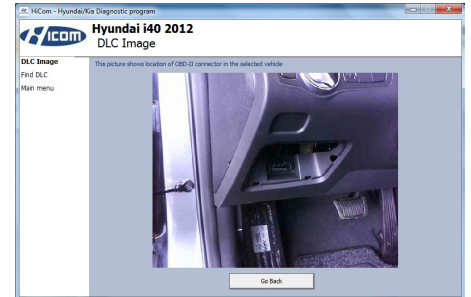 HiCom - Hyundai/Kia Diagnostic program
HICOM
Hyundai i40 2012
DLC Image
DLC Image
Find DLC
Main menu
This picture shows location of OBD-II connector in the selected vehicle
Go Back